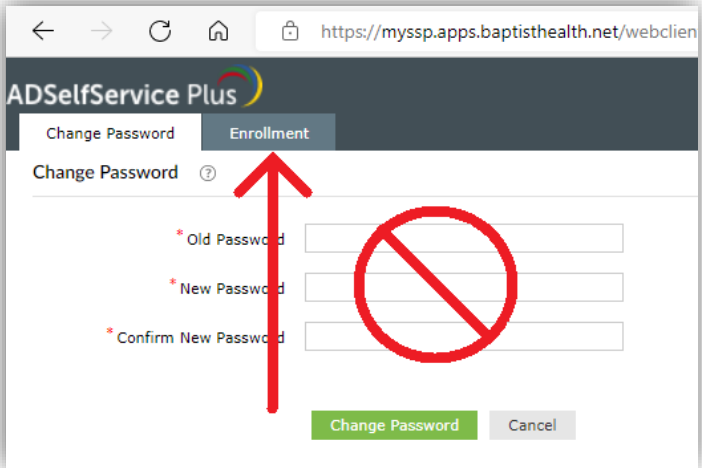 https://myssp.apps.baptisthealth.net/webclien
ADSelfService Plus
Change Password Enrollment
Change Password ?
* Old Password
* New Password
* Confirm New Password
Change Password Cancel